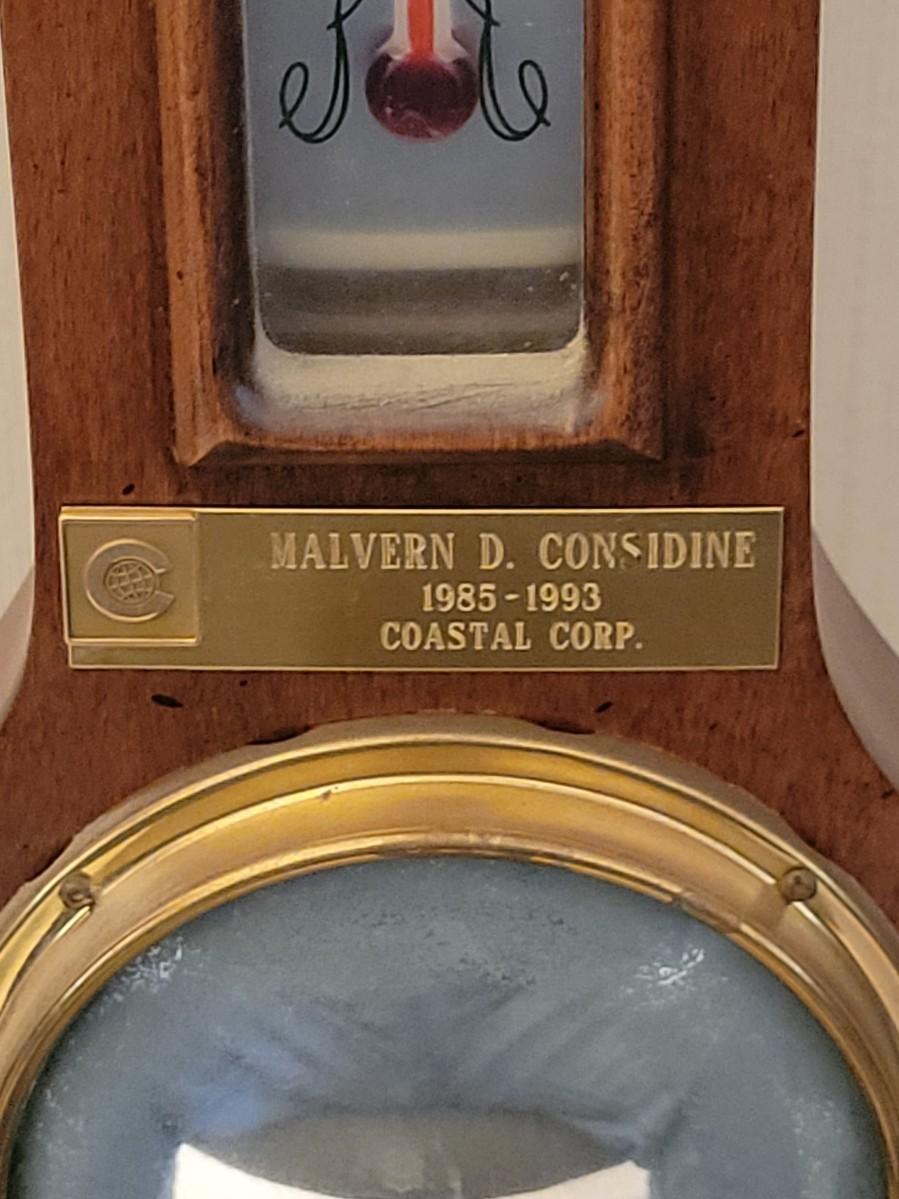 MALVERN D. CONSIDINE
1985-1993
COASTAL CORP.